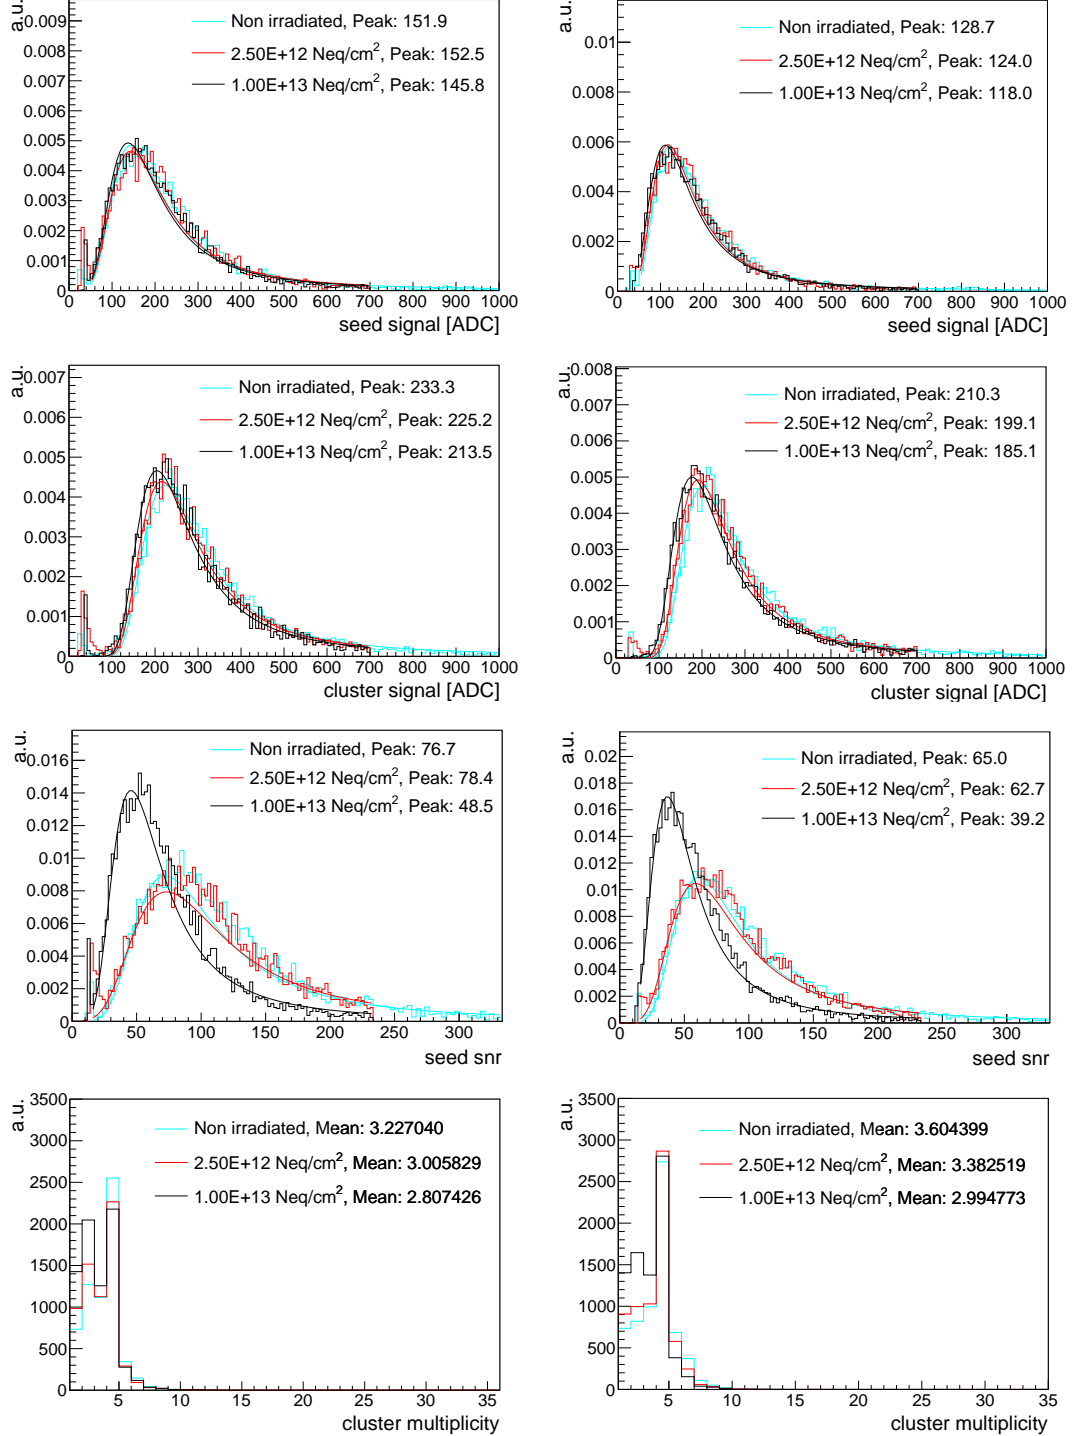 a.u.
0.009
0.008
0.007
0.006
0.005
0.004
0.003
0.002
0.001
0
Non irradiated, Peak: 151.9
2.50E+12 Neq/cm², Peak: 152.5
1.00E+13 Neq/cm², Peak: 145.8
0 100 200 300 400 500 600 700 800 900 1000
seed signal [ADC]
a.u.
0.01
0.008
0.006
0.004
0.002
0
Non irradiated, Peak: 128.7
2.50E+12 Neq/cm², Peak: 124.0
1.00E+13 Neq/cm², Peak: 118.0
0 100 200 300 400 500 600 700 800 900 1000
seed signal [ADC]
a.u.
0.007
0.006
0.005
0.004
0.003
0.002
0.001
0
Non irradiated, Peak: 233.3
2.50E+12 Neq/cm², Peak: 225.2
1.00E+13 Neq/cm², Peak: 213.5
0 100 200 300 400 500 600 700 800 900 1000
cluster signal [ADC]
a.u.
0.008
0.007
0.006
0.005
0.004
0.003
0.002
0.001
0
Non irradiated, Peak: 210.3
2.50E+12 Neq/cm², Peak: 199.1
1.00E+13 Neq/cm², Peak: 185.1
0 100 200 300 400 500 600 700 800 900 1000
cluster signal [ADC]
a.u.
0.016
0.014
0.012
0.01
0.008
0.006
0.004
0.002
0
Non irradiated, Peak: 76.7
2.50E+12 Neq/cm², Peak: 78.4
1.00E+13 Neq/cm², Peak: 48.5
0 50 100 150 200 250 300
seed snr
a.u.
0.02
0.018
0.016
0.014
0.012
0.01
0.008
0.006
0.004
0.002
0
Non irradiated, Peak: 65.0
2.50E+12 Neq/cm², Peak: 62.7
1.00E+13 Neq/cm², Peak: 39.2
0 50 100 150 200 250 300
seed snr
a.u.
3500
3000
2500
2000
1500
1000
500
0
Non irradiated, Mean: 3.227040
2.50E+12 Neq/cm², Mean: 3.005829
1.00E+13 Neq/cm², Mean: 2.807426
5 10 15 20 25 30 35
cluster multiplicity
a.u.
3500
3000
2500
2000
1500
1000
500
0
Non irradiated, Mean: 3.604399
2.50E+12 Neq/cm², Mean: 3.382519
1.00E+13 Neq/cm², Mean: 2.994773
5 10 15 20 25 30 35
cluster multiplicity